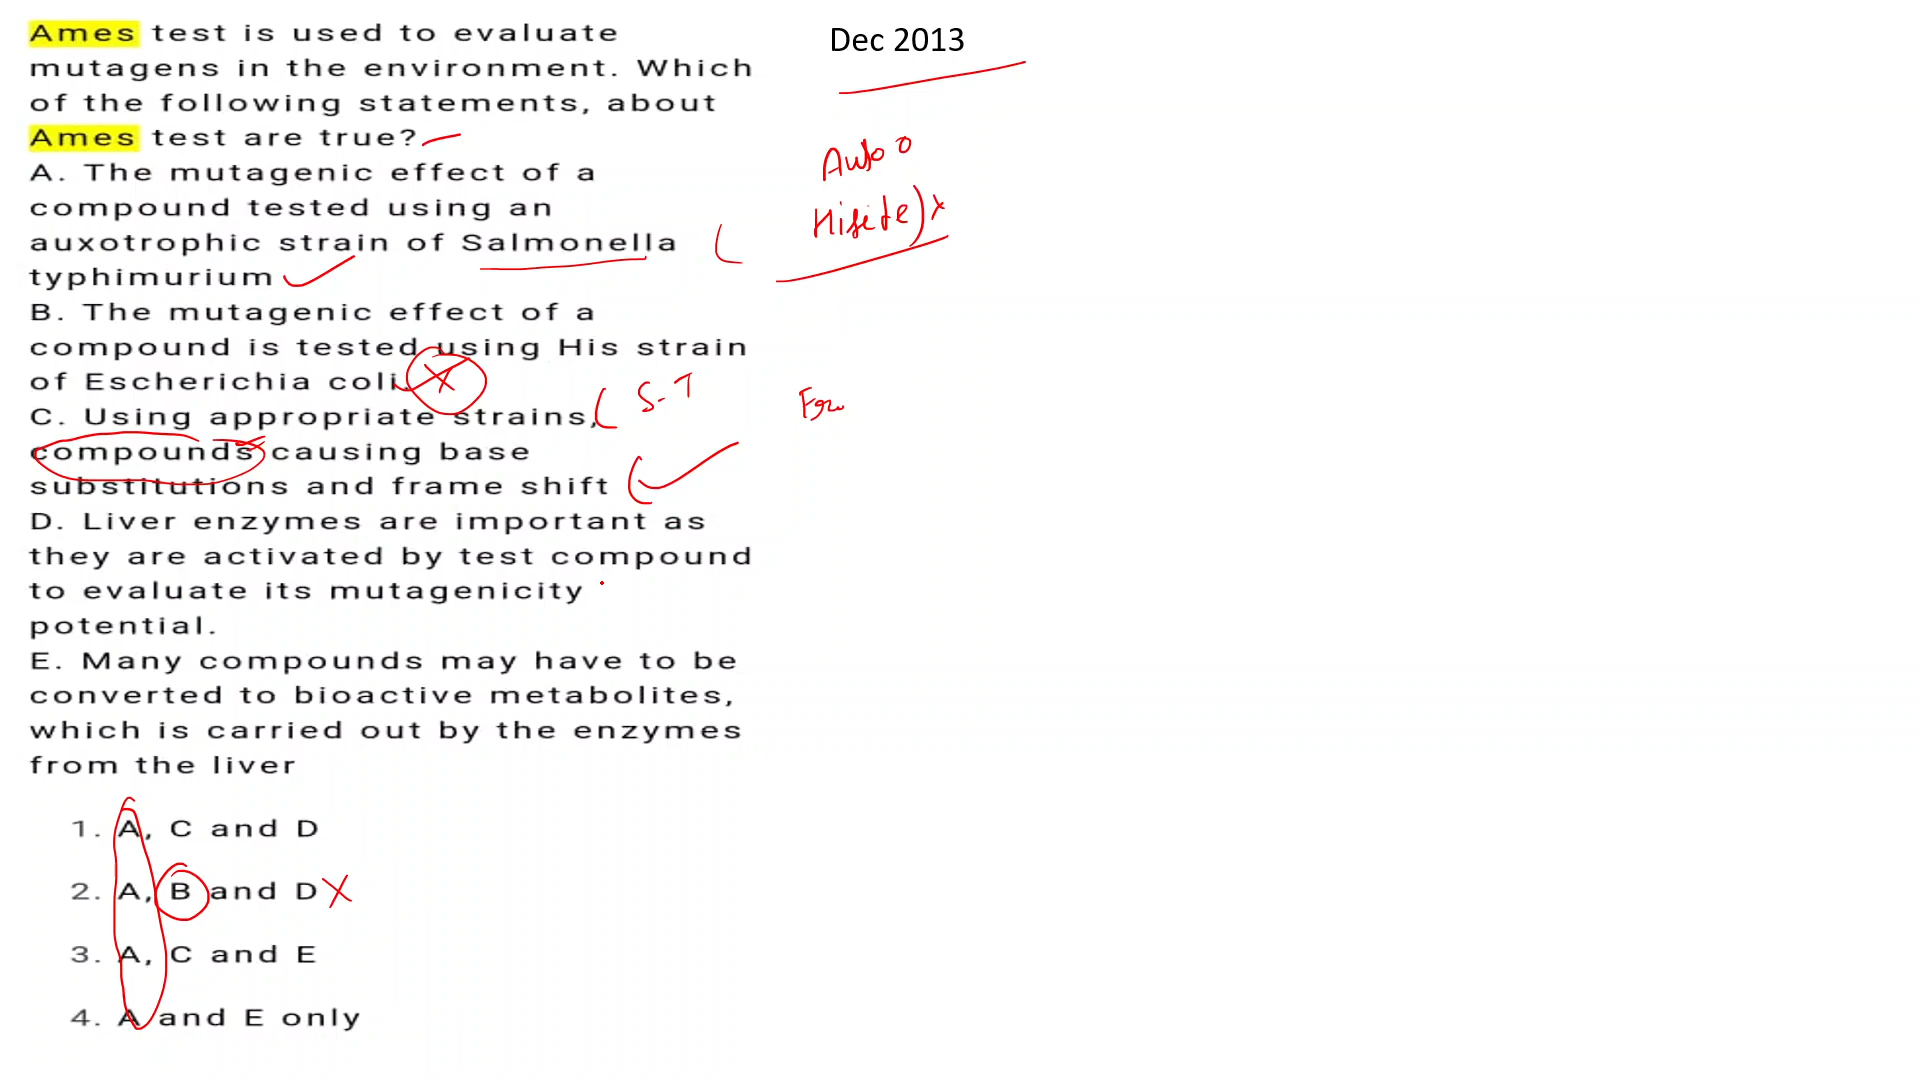 Ames test is used to evaluate
mutagens in the environment. Which
of the following statements, about
Ames test are true?
A. The mutagenic effect of a
compound tested using an
auxotrophic strain of Salmonella
typhimurium
B. The mutagenic effect of a
compound is tested using His strain
of Escherichia coli.
C. Using appropriate strains,
compounds causing base
substitutions and frame shift
D. Liver enzymes are important as
they are activated by test compound
to evaluate its mutagenicity
potential.
E. Many compounds may have to be
converted to bioactive metabolites,
which is carried out by the enzymes
from the liver
1. A, C and D
2. A, B and D X
3. A, C and E
4. A and E only
Dec 2013
S-T